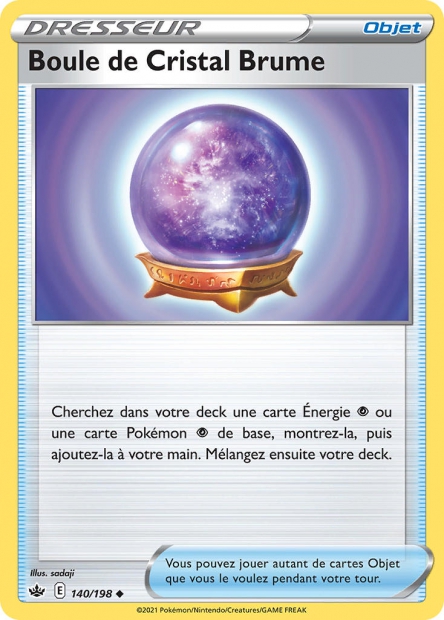 DRESSEUR
Objet
Boule de Cristal Brume
Cherchez dans votre deck une carte Énergie ou
une carte Pokémon de base, montrez-la, puis
ajoutez-la à votre main. Mélangez ensuite votre deck.
Illus. sadaji
Vous pouvez jouer autant de cartes Objet
que vous le voulez pendant votre tour.
E 140/198
©2021 Pokémon/Nintendo/Creatures/GAME FREAK